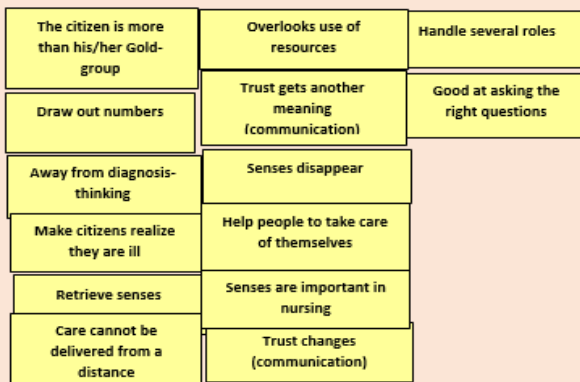 The citizen is more
than his/her Gold-
group
Draw out numbers
Away from diagnosis-
thinking
Make citizens realize
they are ill
Retrieve senses
Care cannot be
delivered from a
distance
Overlooks use of
resources
Trust gets another
meaning
(communication)
Senses disappear
Help people to take care
of themselves
Senses are important in
nursing
Trust changes
(communication)
Handle several roles
Good at asking the
right questions